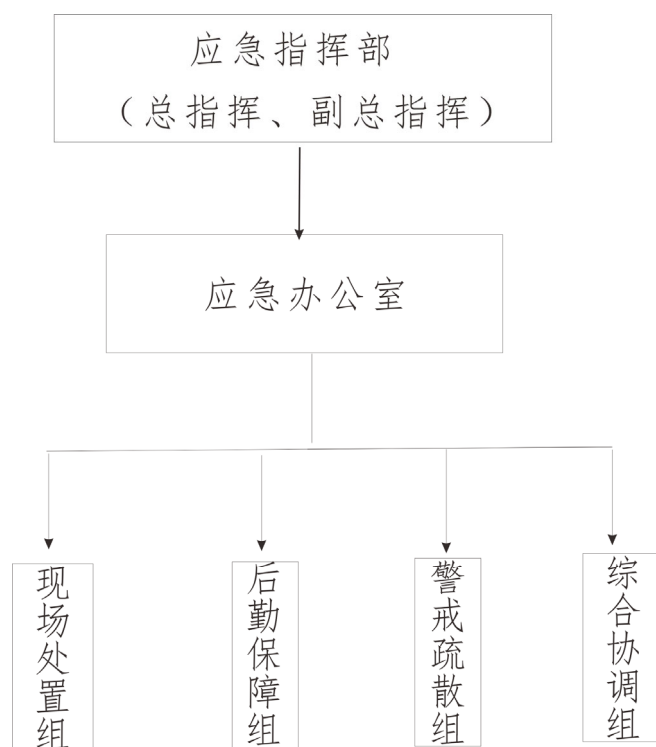 应急指挥部
（总指挥、副总指挥）
应急办公室
现场处置组
后勤保障组
警戒疏散组
综合协调组